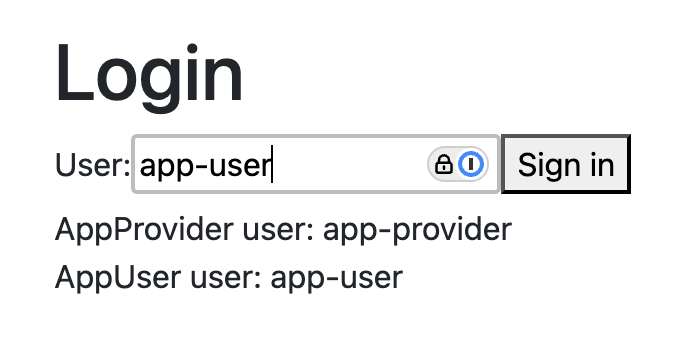 Login
User: app-user Sign in
AppProvider user: app-provider
AppUser user: app-user